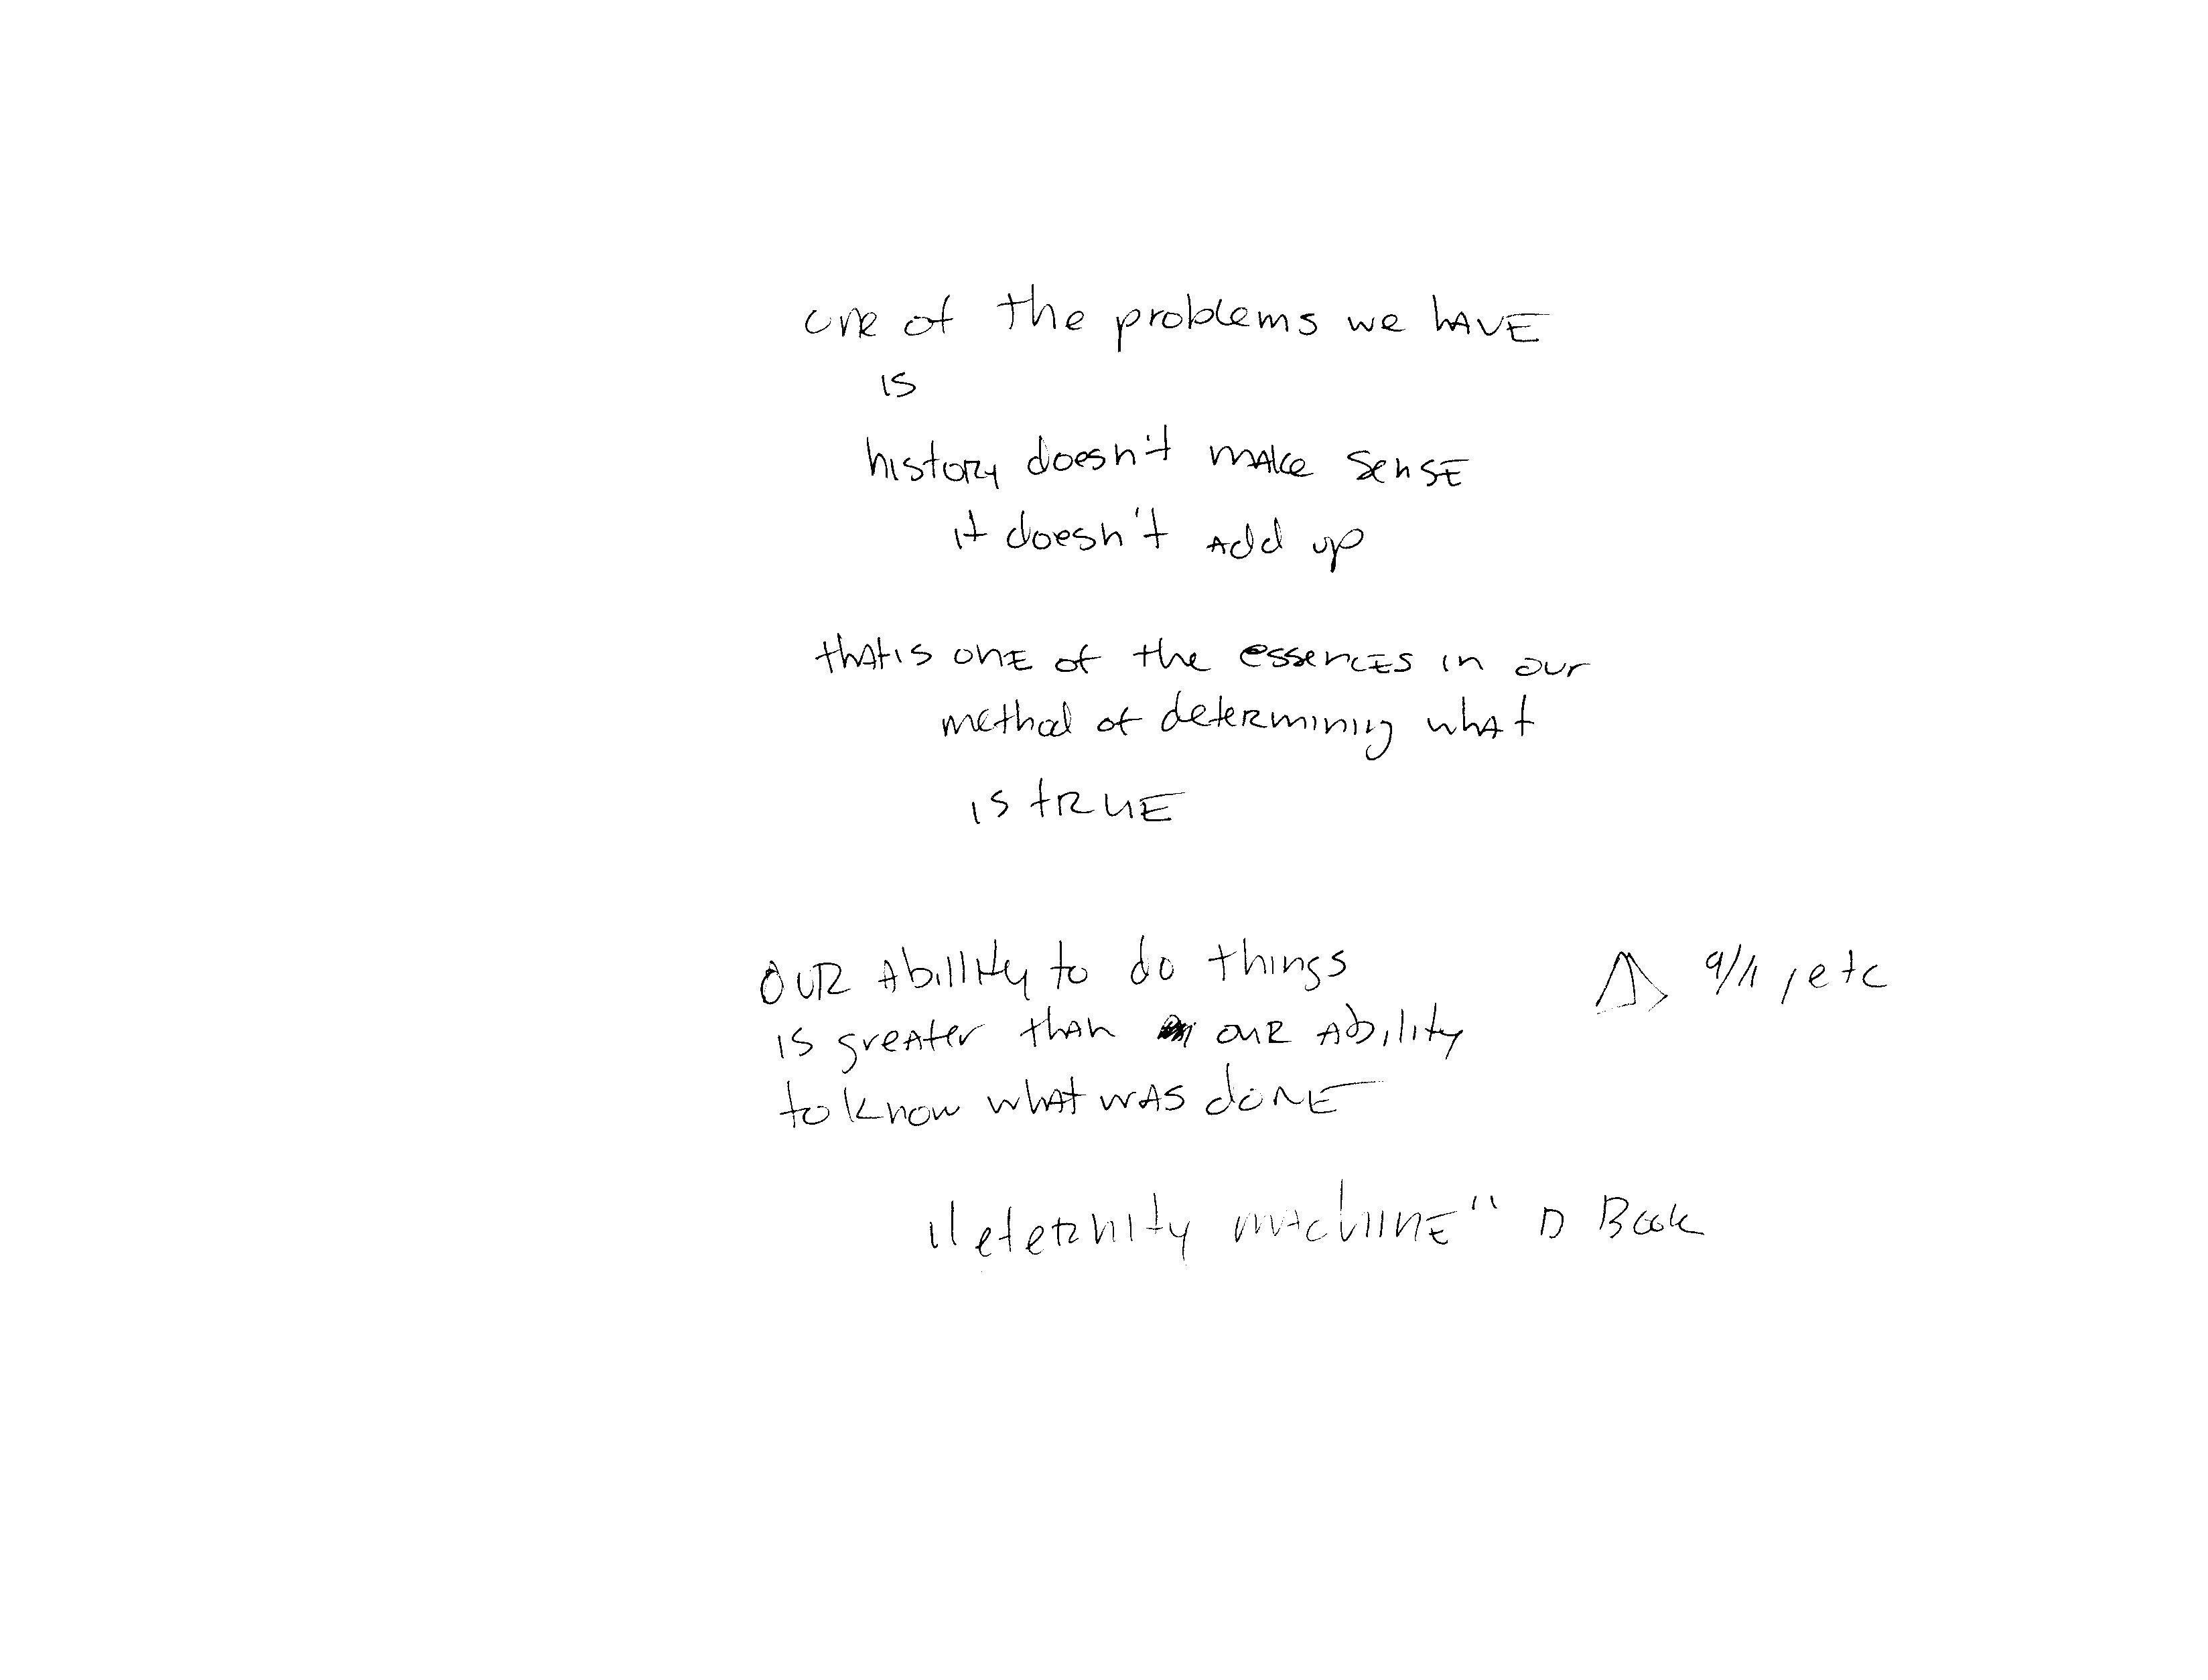 one of the problems we HAVE
is
history doesn't make sense
it doesn't add up
that is one of the essences in our
method of determining what
is TRUE
OUR Abillity to do things
9/11, etc
is greater than our ability
to know what was done
"eternity machiine" D Book